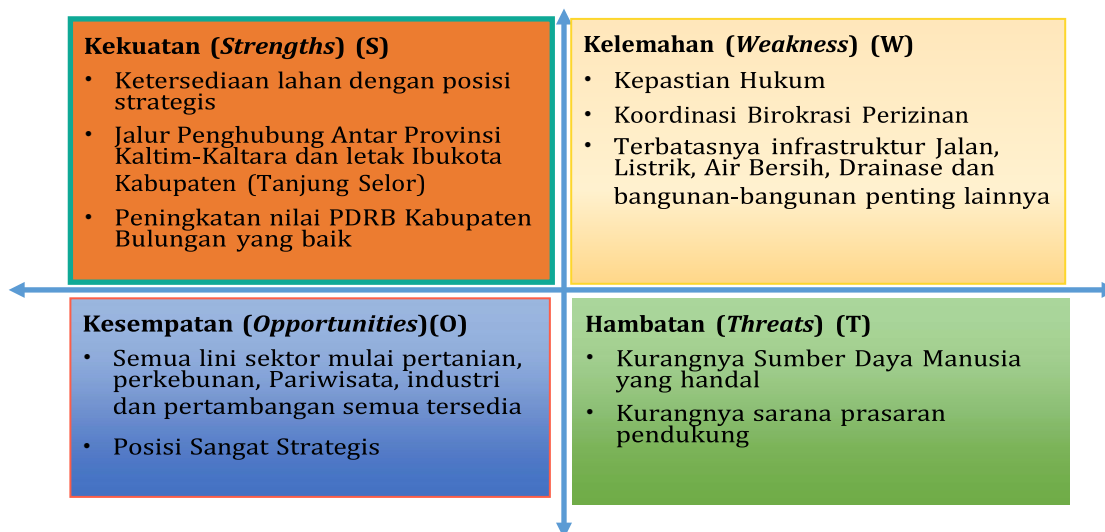 Kekuatan (Strengths) (S)
• Ketersediaan lahan dengan posisi
strategis
• Jalur Penghubung Antar Provinsi
Kaltim-Kaltara dan letak Ibukota
Kabupaten (Tanjung Selor)
• Peningkatan nilai PDRB Kabupaten
Bulungan yang baik
Kelemahan (Weakness) (W)
• Kepastian Hukum
• Koordinasi Birokrasi Perizinan
• Terbatasnya infrastruktur Jalan,
Listrik, Air Bersih, Drainase dan
bangunan-bangunan penting lainnya
Kesempatan (Opportunities)(O)
• Semua lini sektor mulai pertanian,
perkebunan, Pariwisata, industri
dan pertambangan semua tersedia
• Posisi Sangat Strategis
Hambatan (Threats) (T)
• Kurangnya Sumber Daya Manusia
yang handal
• Kurangnya sarana prasaran
pendukung